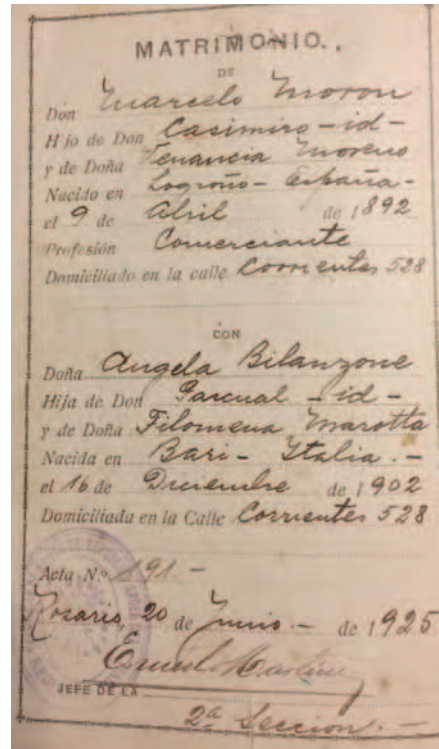 MATRIMONIO..
DE
Don Marcelo Moron
Hijo de Don Casimiro - id -
y de Doña Venancia Moreno
Nacido en Logroño - España -
el 9 de Abril de 1892
Profesión Comerciante
Domiciliado en la calle Corrientes 528
CON
Doña Angela Bilanzone
Hija de Don Pascual - id -
y de Doña Filomena Marotta
Nacida en Bari - Italia . -
el 16 de Diciembre de 1902
Domiciliada en la Calle Corrientes 528
Acta N.º 191. -
Rosario, 20 de Junio. - de 1925
JEFE DE LA
2ª Seccion. -